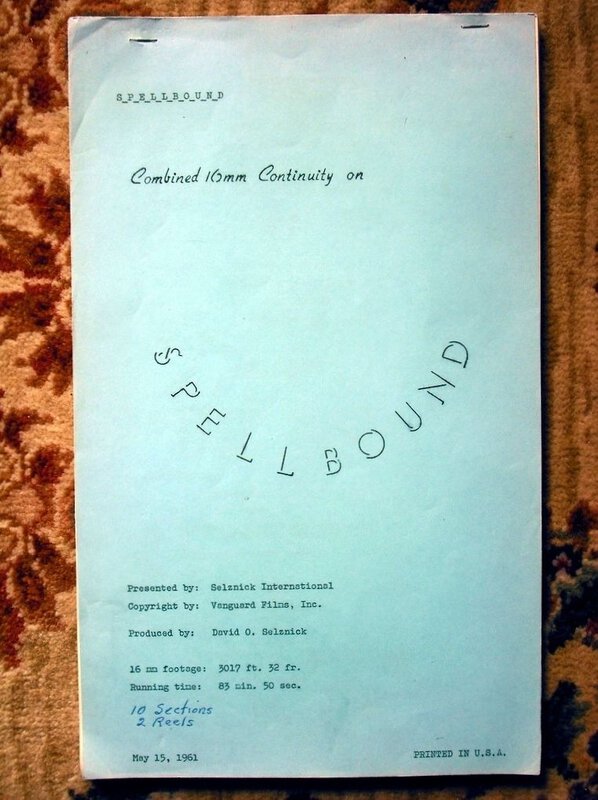 SPELLBOUND
Combined 16mm Continuity on
SPELLBOUND
Presented by: Selznick International
Copyright by: Vanguard Films, Inc.
Produced by: David O. Selznick
16 mm footage: 3017 ft. 32 fr.
Running time: 83 min. 50 sec.
10 Sections
2 Reels
May 15, 1961
PRINTED IN U.S.A.